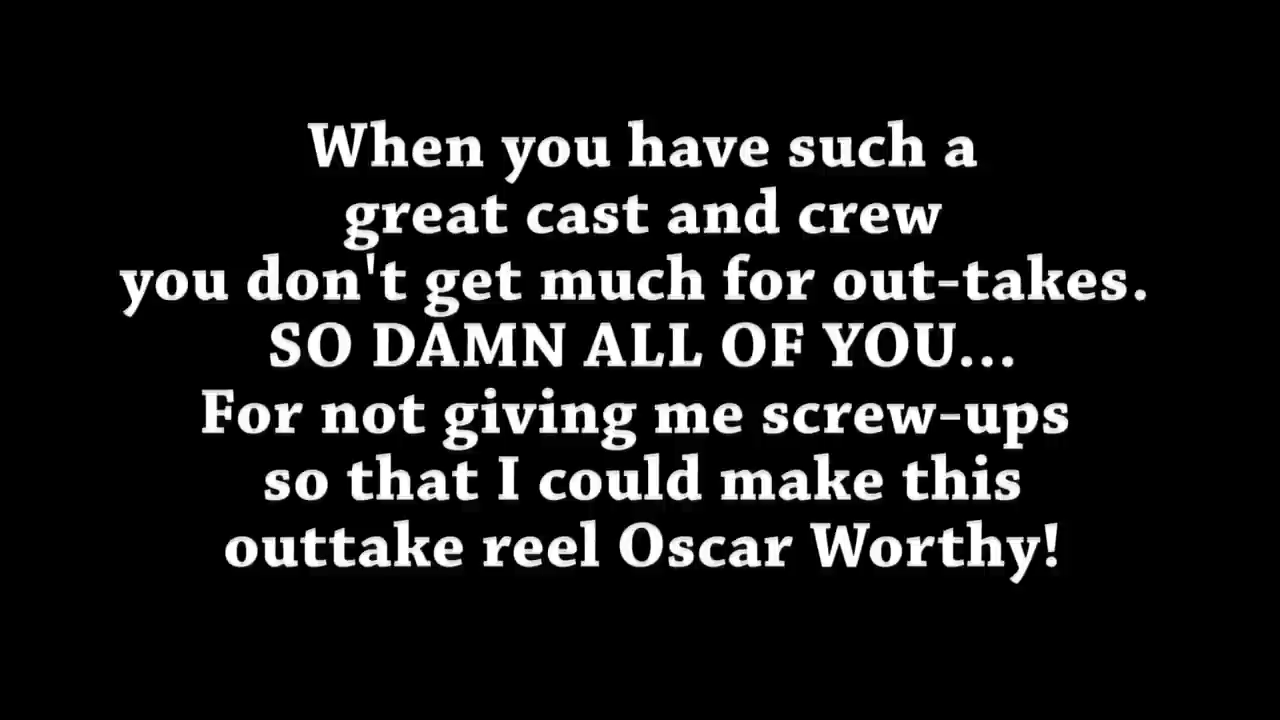 When you have such a
great cast and crew
you don't get much for out-takes.
SO DAMN ALL OF YOU...
For not giving me screw-ups
so that I could make this
outtake reel Oscar Worthy!